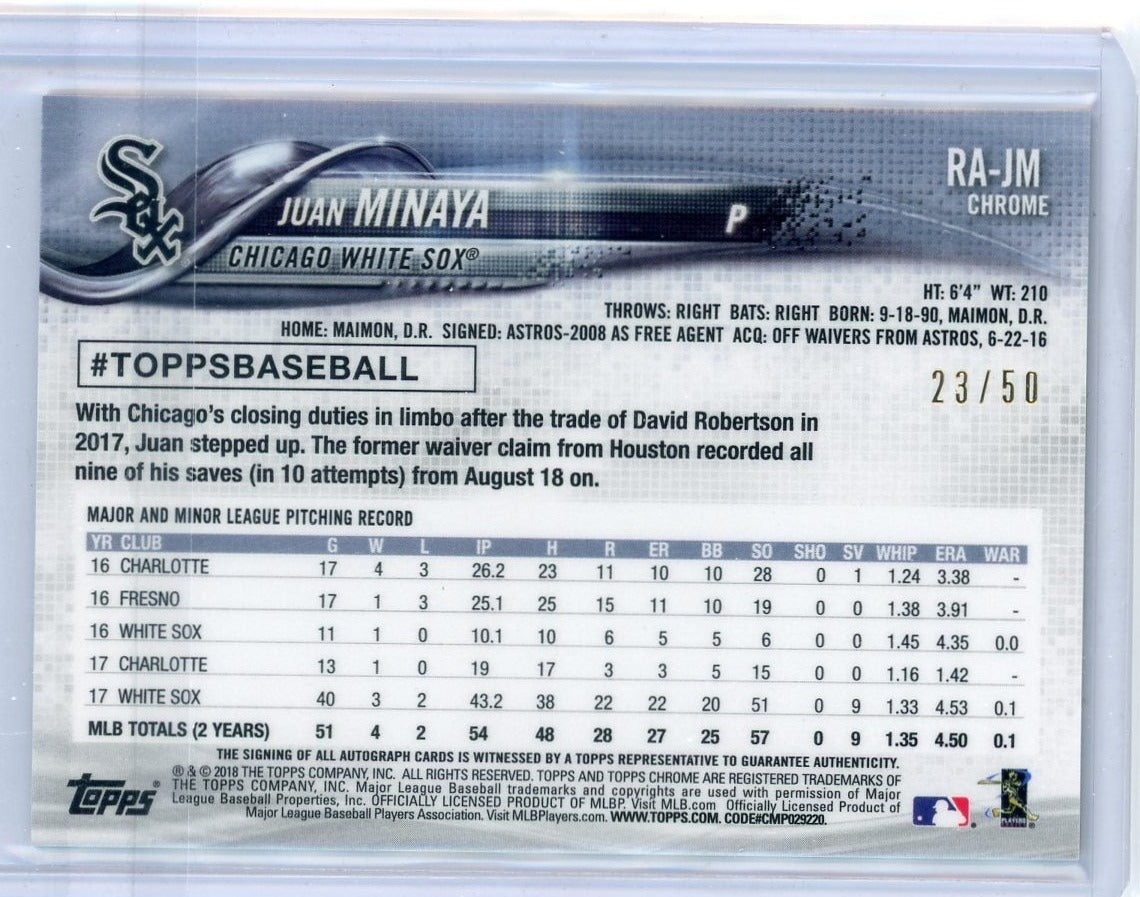 Sox
JUAN MINAYA P
RA-JM
CHROME
CHICAGO WHITE SOX®
HT: 6'4" WT: 210
THROWS: RIGHT BATS: RIGHT BORN: 9-18-90, MAIMON, D.R.
HOME: MAIMON, D.R. SIGNED: ASTROS-2008 AS FREE AGENT ACQ: OFF WAIVERS FROM ASTROS, 6-22-16
#TOPPSBASEBALL
23/50
With Chicago's closing duties in limbo after the trade of David Robertson in
2017, Juan stepped up. The former waiver claim from Houston recorded all
nine of his saves (in 10 attempts) from August 18 on.
MAJOR AND MINOR LEAGUE PITCHING RECORD
YR CLUB G W L IP H R ER BB SO SHO SV WHIP ERA WAR
16 CHARLOTTE 17 4 3 26.2 23 11 10 10 28 0 1 1.24 3.38 -
16 FRESNO 17 1 3 25.1 25 15 11 10 19 0 0 1.38 3.91 -
16 WHITE SOX 11 1 0 10.1 10 6 5 5 6 0 0 1.45 4.35 0.0
17 CHARLOTTE 13 1 0 19 17 3 3 5 15 0 0 1.16 1.42 -
17 WHITE SOX 40 3 2 43.2 38 22 22 20 51 0 9 1.33 4.53 0.1
MLB TOTALS (2 YEARS) 51 4 2 54 48 28 27 25 57 0 9 1.35 4.50 0.1
THE SIGNING OF ALL AUTOGRAPH CARDS IS WITNESSED BY A TOPPS REPRESENTATIVE TO GUARANTEE AUTHENTICITY.
® & © 2018 THE TOPPS COMPANY, INC. ALL RIGHTS RESERVED. TOPPS AND TOPPS CHROME ARE REGISTERED TRADEMARKS OF
THE TOPPS COMPANY, INC. Major League Baseball trademarks and copyrights are used with permission of Major
League Baseball Properties, Inc. OFFICIALLY LICENSED PRODUCT OF MLBP. Visit MLB.com Officially Licensed Product of
Major League Baseball Players Association. Visit MLBPlayers.com. WWW.TOPPS.COM. CODE#CMP029220.
Topps®